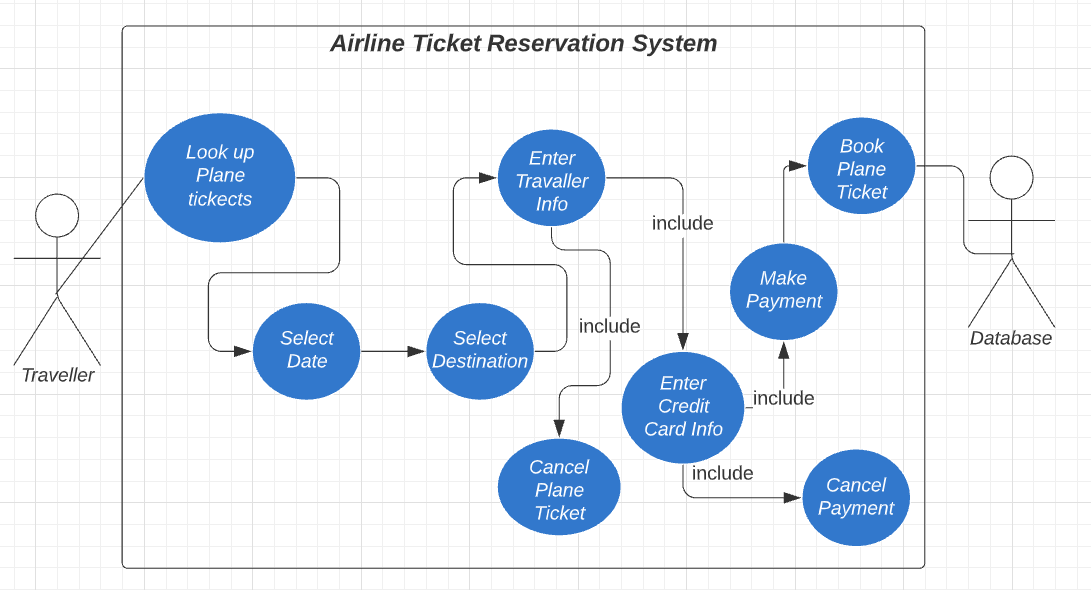 Airline Ticket Reservation System
Look up
Plane
tickects
Traveller
Select
Date
Select
Destination
Enter
Travaller
Info
include
include
Cancel
Plane
Ticket
Enter
Credit
Card Info
include
include
Make
Payment
Cancel
Payment
Book
Plane
Ticket
Database